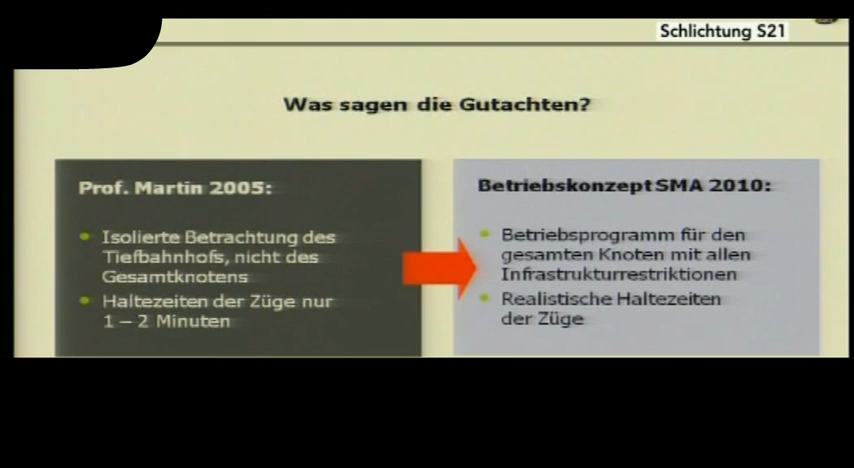 Schlichtung S21
Was sagen die Gutachten?
Prof. Martin 2005:
• Isolierte Betrachtung des
Tiefbahnhofs, nicht des
Gesamtknotens
• Haltezeiten der Züge nur
1 – 2 Minuten
Betriebskonzept SMA 2010:
• Betriebsprogramm für den
gesamten Knoten mit allen
Infrastrukturrestriktionen
• Realistische Haltezeiten
der Züge